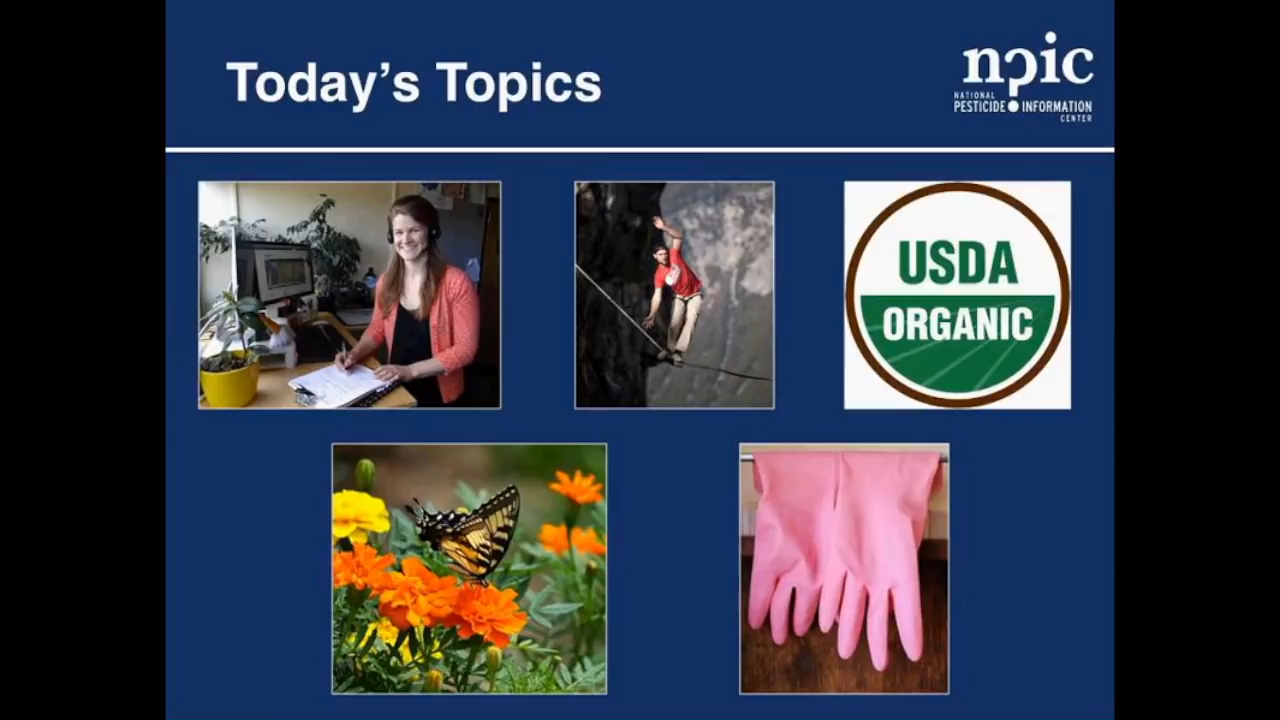 Today's Topics
npic
NATIONAL
PESTICIDE INFORMATION
CENTER
USDA
ORGANIC